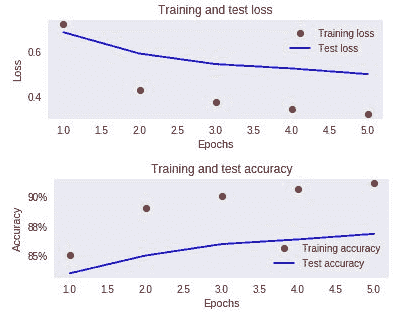 Training and test loss
Training loss
Test loss
0.6
0.4
Loss
1.0 1.5 2.0 2.5 3.0 3.5 4.0 4.5 5.0
Epochs
Training and test accuracy
90%
88%
85%
Accuracy
Training accuracy
Test accuracy
1.0 1.5 2.0 2.5 3.0 3.5 4.0 4.5 5.0
Epochs